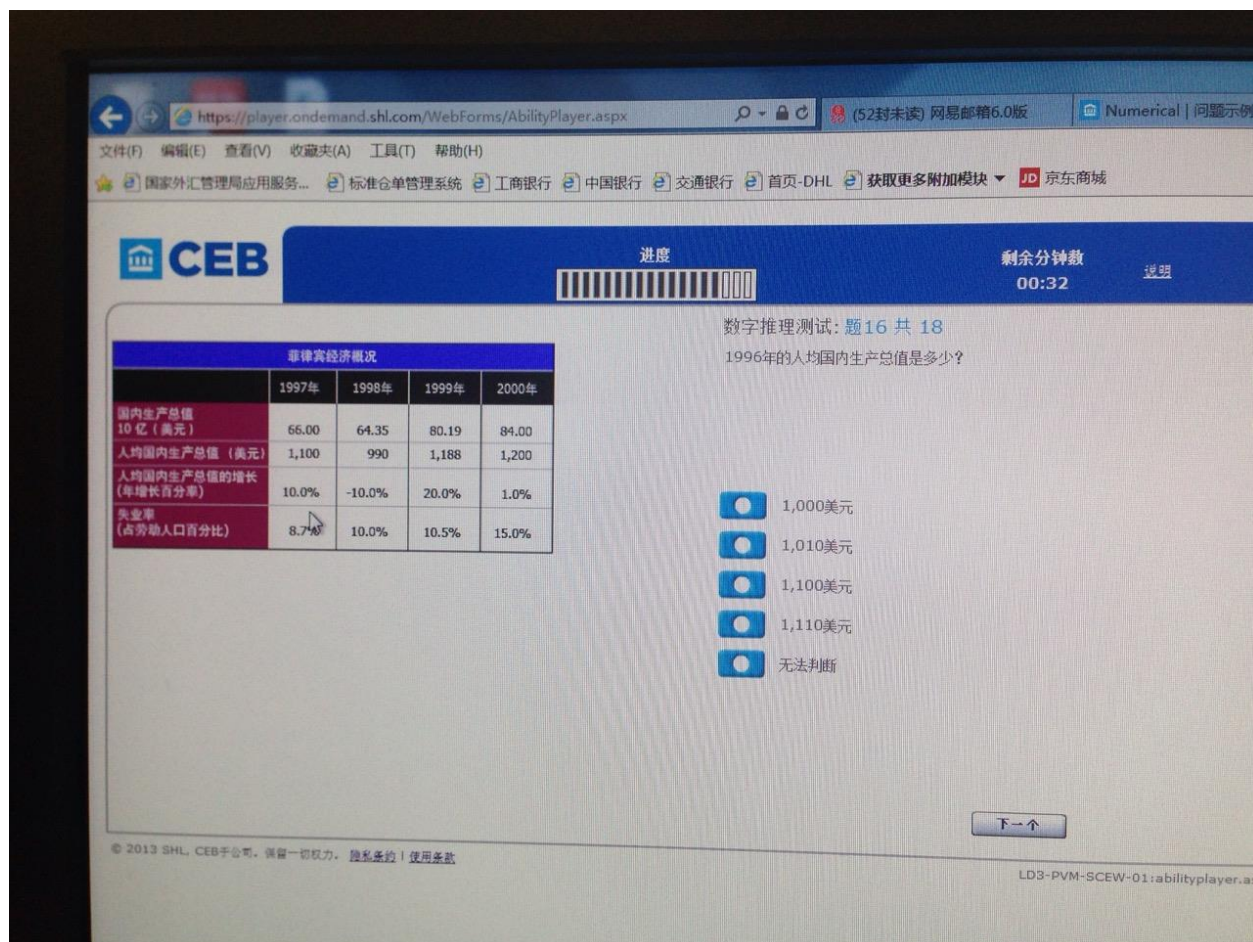 https://player.ondemand.shl.com/WebForms/AbilityPlayer.aspx
(52封未读) 网易邮箱6.0版
Numerical | 问题示例
文件(F) 编辑(E) 查看(V) 收藏夹(A) 工具(T) 帮助(H)
国家外汇管理局应用服务... 标准仓单管理系统 工商银行 中国银行 交通银行 首页-DHL 获取更多附加模块 JD 京东商城
CEB
进度
剩余分钟数
00:32
说明
数字推理测试: 题16 共 18
1996年的人均国内生产总值是多少?
菲律宾经济概况
1997年 1998年 1999年 2000年
国内生产总值
10 亿 (美元) 66.00 64.35 80.19 84.00
人均国内生产总值 (美元) 1,100 990 1,188 1,200
人均国内生产总值的增长
(年增长百分率) 10.0% -10.0% 20.0% 1.0%
失业率
(占劳动人口百分比) 8.7% 10.0% 10.5% 15.0%
1,000美元
1,010美元
1,100美元
1,110美元
无法判断
下一个
© 2013 SHL, CEB子公司。保留一切权力。 隐私条约 | 使用条款
LD3-PVM-SCEW-01:abilityplayer.as